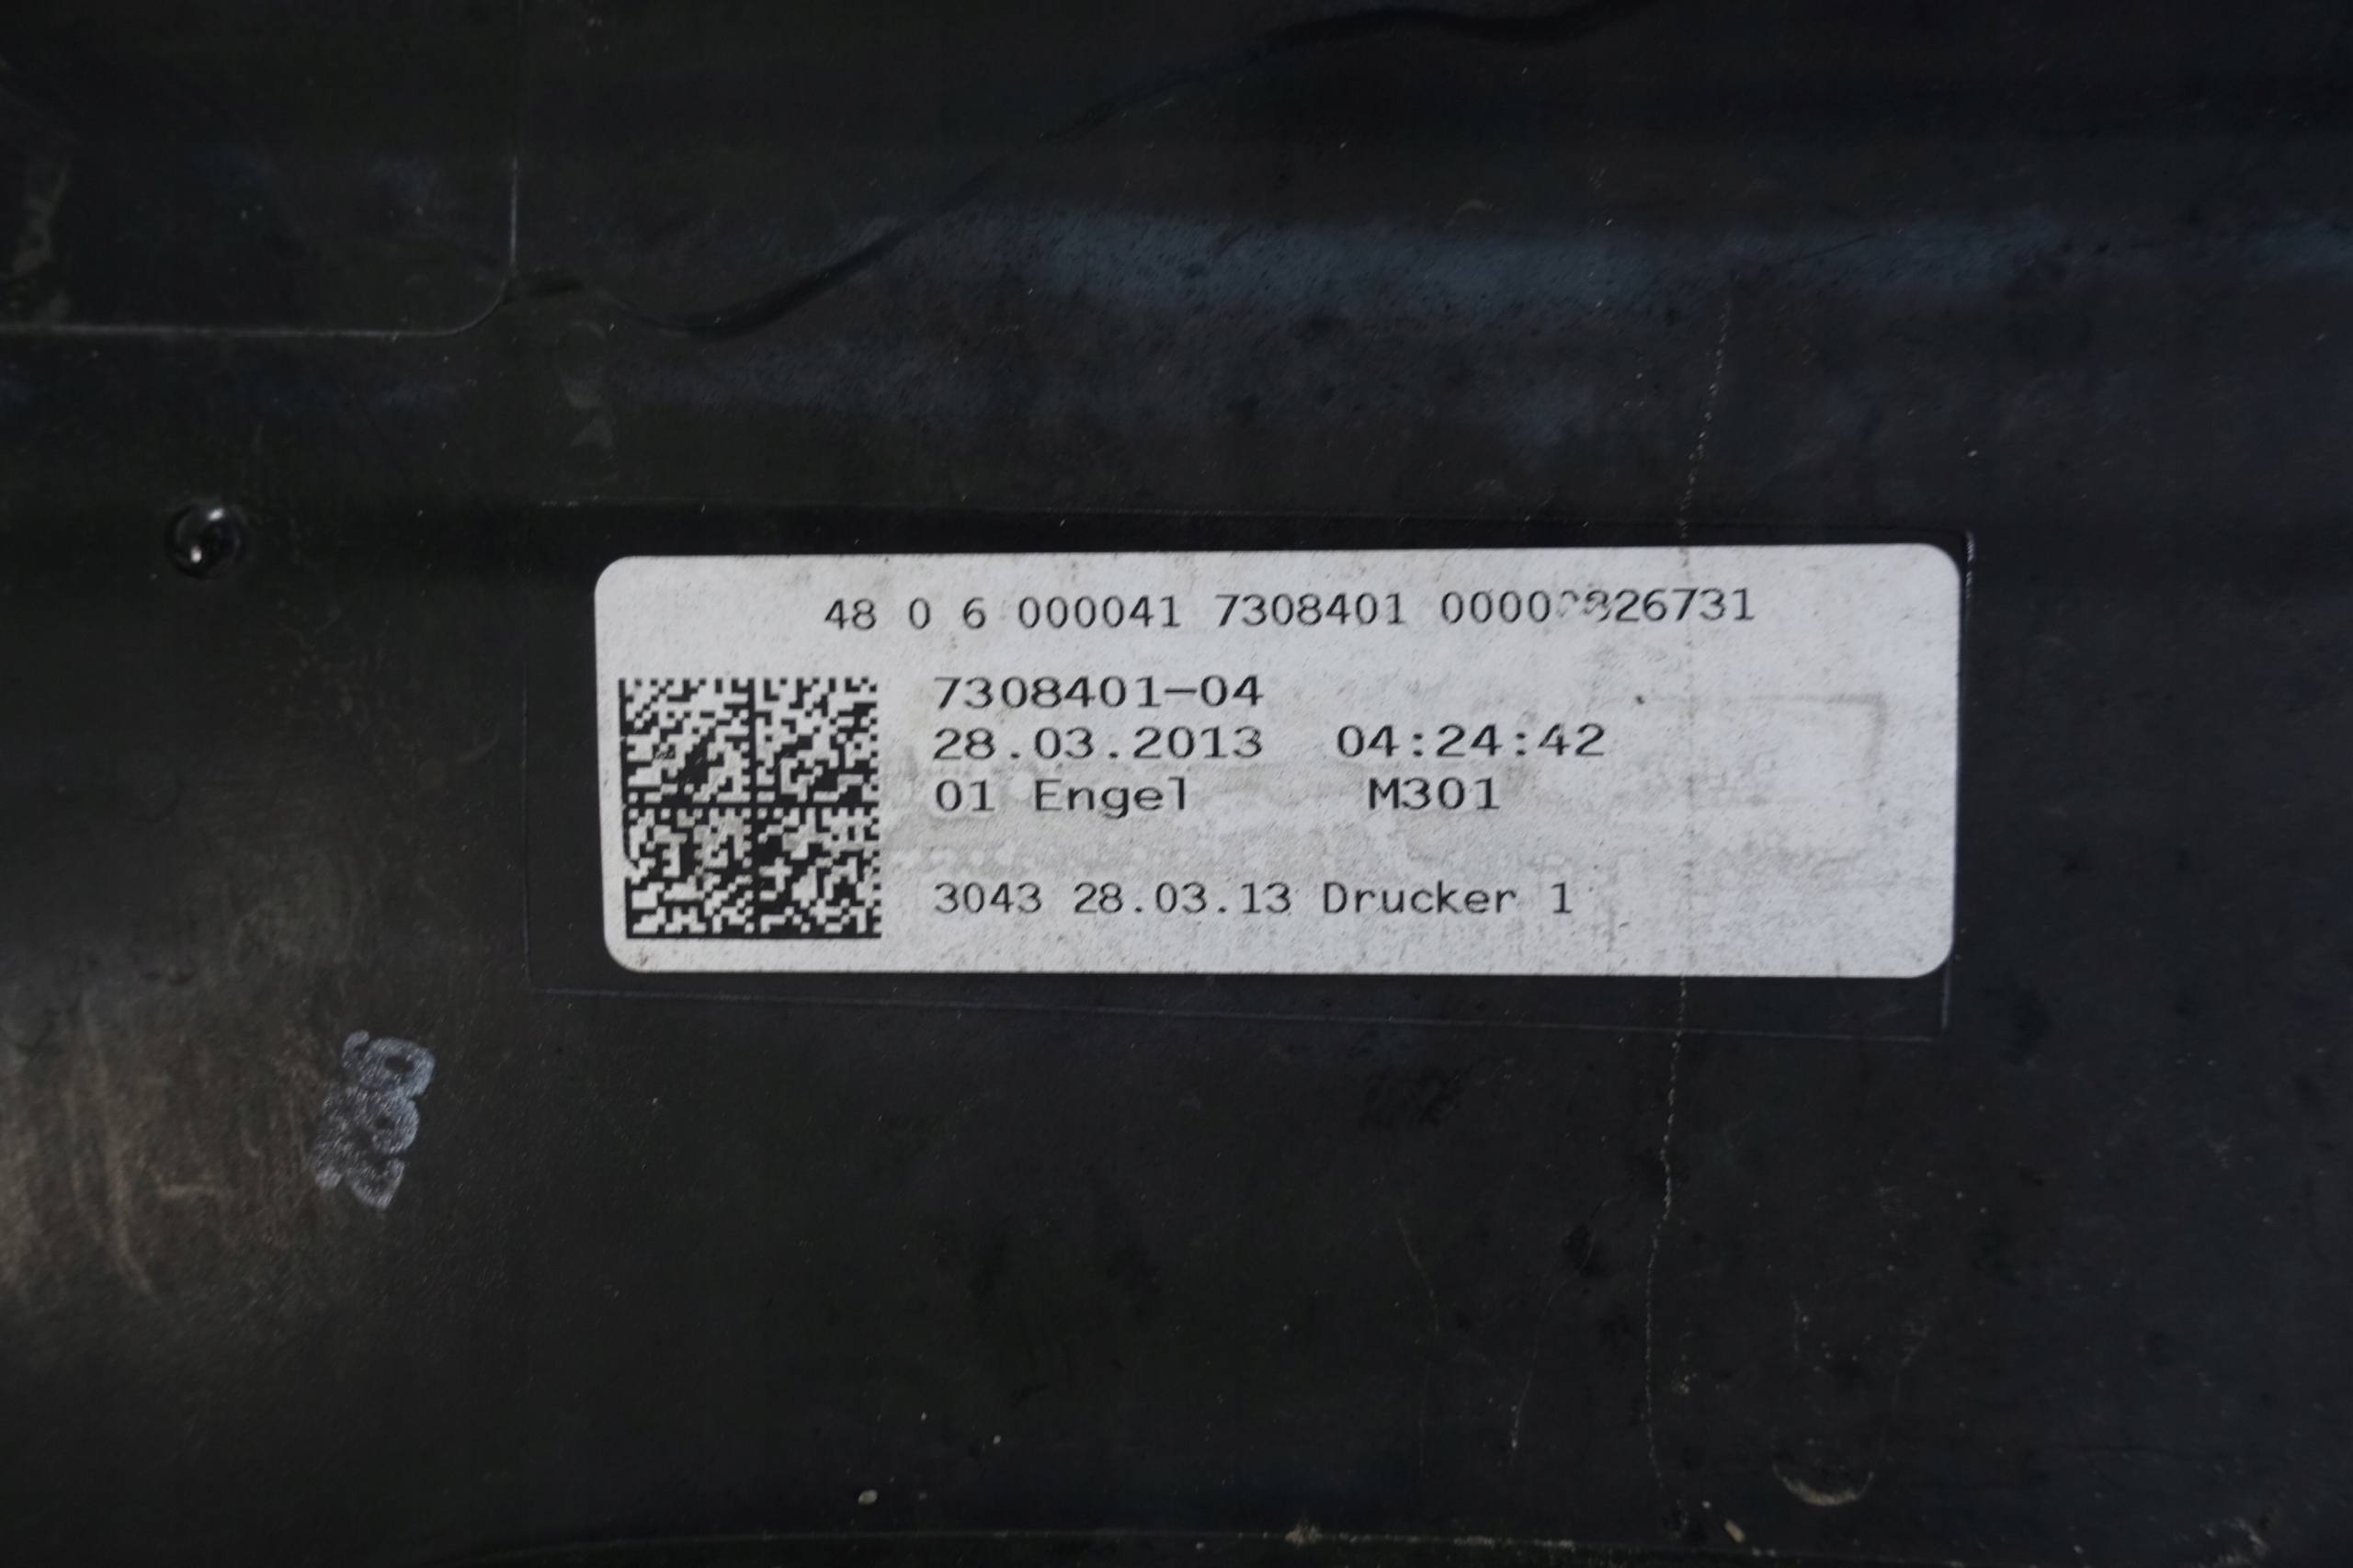 48 0 6 000041 7308401
7308401-04
28.03.2013 04:24:42
01 Engel M301
3043 28.03.13 Drucker 1